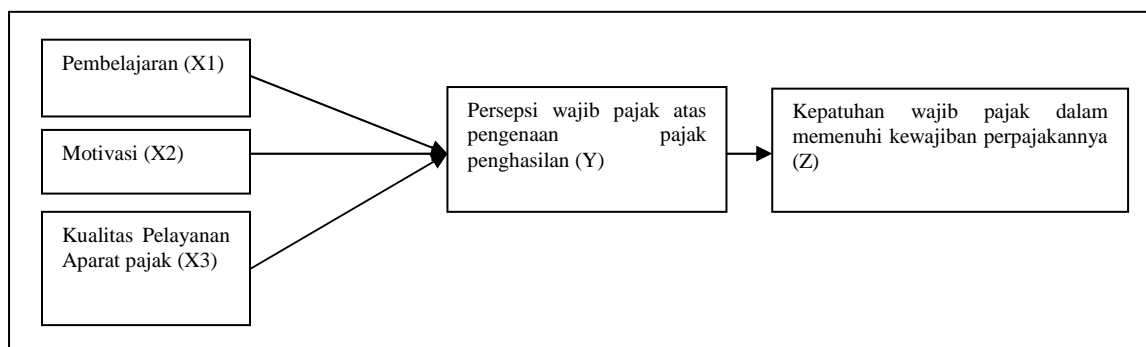 Pembelajaran (X1)
Motivasi (X2)
Kualitas Pelayanan
Aparat pajak (X3)
Persepsi wajib pajak atas
pengenaan pajak
penghasilan (Y)
Kepatuhan wajib pajak dalam
memenuhi kewajiban perpajakannya
(Z)